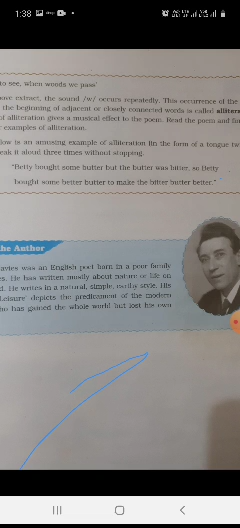 1:38
to see, when woods we pass'
ove extract, the sound /w/ occurs repeatedly. This occurrence of the
the beginning of adjacent or closely connected words is called allitera
of alliteration gives a musical effect to the poem. Read the poem and
examples of alliteration.
low is an amusing example of alliteration (in the form of a tongue tw
eak it aloud three times without stopping.
"Betty bought some butter but the butter was bitter, so Betty
bought some better butter to make the bitter butter better."
he Author
avies was an English poet born in a poor family
es. He has written mostly about nature or life on
d. He writes in a natural, simple, earthy style. His
Leisure' depicts the predicament of the modern
ho has gained the whole world but lost his own